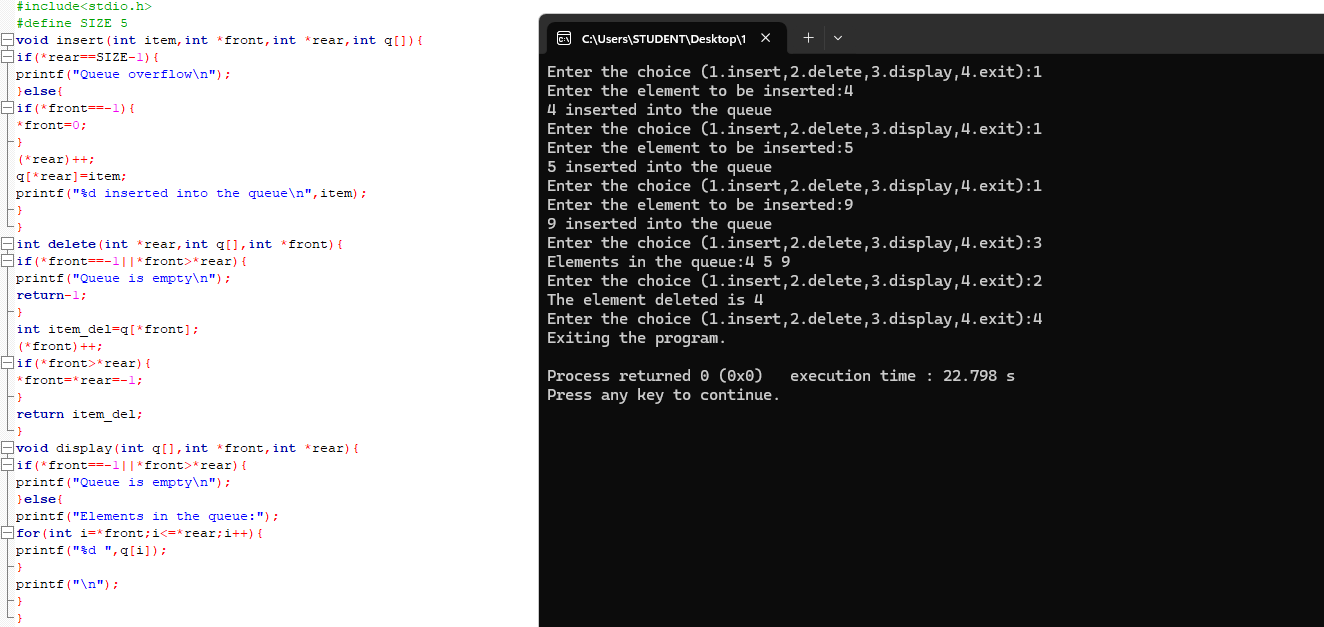 #include<stdio.h>
#define SIZE 5
void insert(int item,int *front,int *rear,int q[]){
if(*rear==SIZE-1){
printf("Queue overflow\n");
}else{
if(*front==-1){
*front=0;
}
(*rear)++;
q[*rear]=item;
printf("%d inserted into the queue\n",item);
}
}
int delete(int *rear,int q[],int *front){
if(*front==-1||*front>*rear){
printf("Queue is empty\n");
return-1;
}
int item_del=q[*front];
(*front)++;
if(*front>*rear){
*front=*rear=-1;
}
return item_del;
}
void display(int q[],int *front,int *rear){
if(*front==-1||*front>*rear){
printf("Queue is empty\n");
}else{
printf("Elements in the queue:");
for(int i=*front;i<=*rear;i++){
printf("%d ",q[i]);
}
printf("\n");
}
}
C:\Users\STUDENT\Desktop\1
Enter the choice (1.insert,2.delete,3.display,4.exit):1
Enter the element to be inserted:4
4 inserted into the queue
Enter the choice (1.insert,2.delete,3.display,4.exit):1
Enter the element to be inserted:5
5 inserted into the queue
Enter the choice (1.insert,2.delete,3.display,4.exit):1
Enter the element to be inserted:9
9 inserted into the queue
Enter the choice (1.insert,2.delete,3.display,4.exit):3
Elements in the queue:4 5 9
Enter the choice (1.insert,2.delete,3.display,4.exit):2
The element deleted is 4
Enter the choice (1.insert,2.delete,3.display,4.exit):4
Exiting the program.
Process returned 0 (0x0)   execution time : 22.798 s
Press any key to continue.